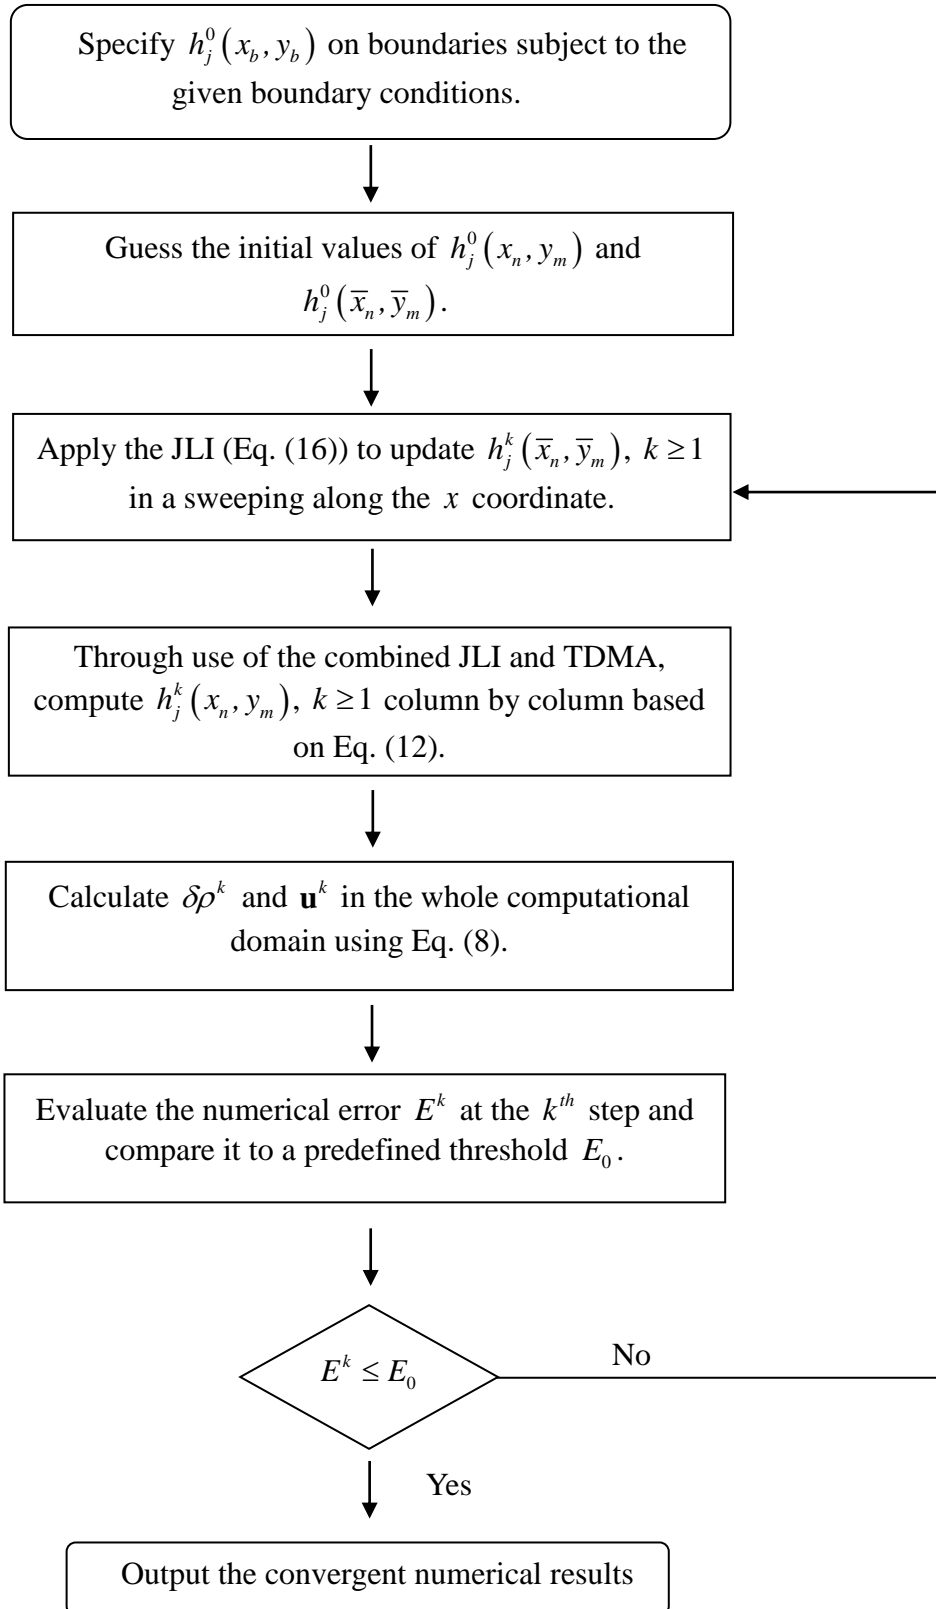 Specify h_j^0(x_b, y_b) on boundaries subject to the
given boundary conditions.
Guess the initial values of h_j^0(x_n, y_m) and
h_j^0(x̅_n, y̅_m).
Apply the JLI (Eq. (16)) to update h_j^k(x̅_n, y̅_m), k ≥ 1
in a sweeping along the x coordinate.
Through use of the combined JLI and TDMA,
compute h_j^k(x_n, y_m), k ≥ 1 column by column based
on Eq. (12).
Calculate δρ^k and u^k in the whole computational
domain using Eq. (8).
Evaluate the numerical error E^k at the k^th step and
compare it to a predefined threshold E_0.
E^k ≤ E_0
No
Yes
Output the convergent numerical results